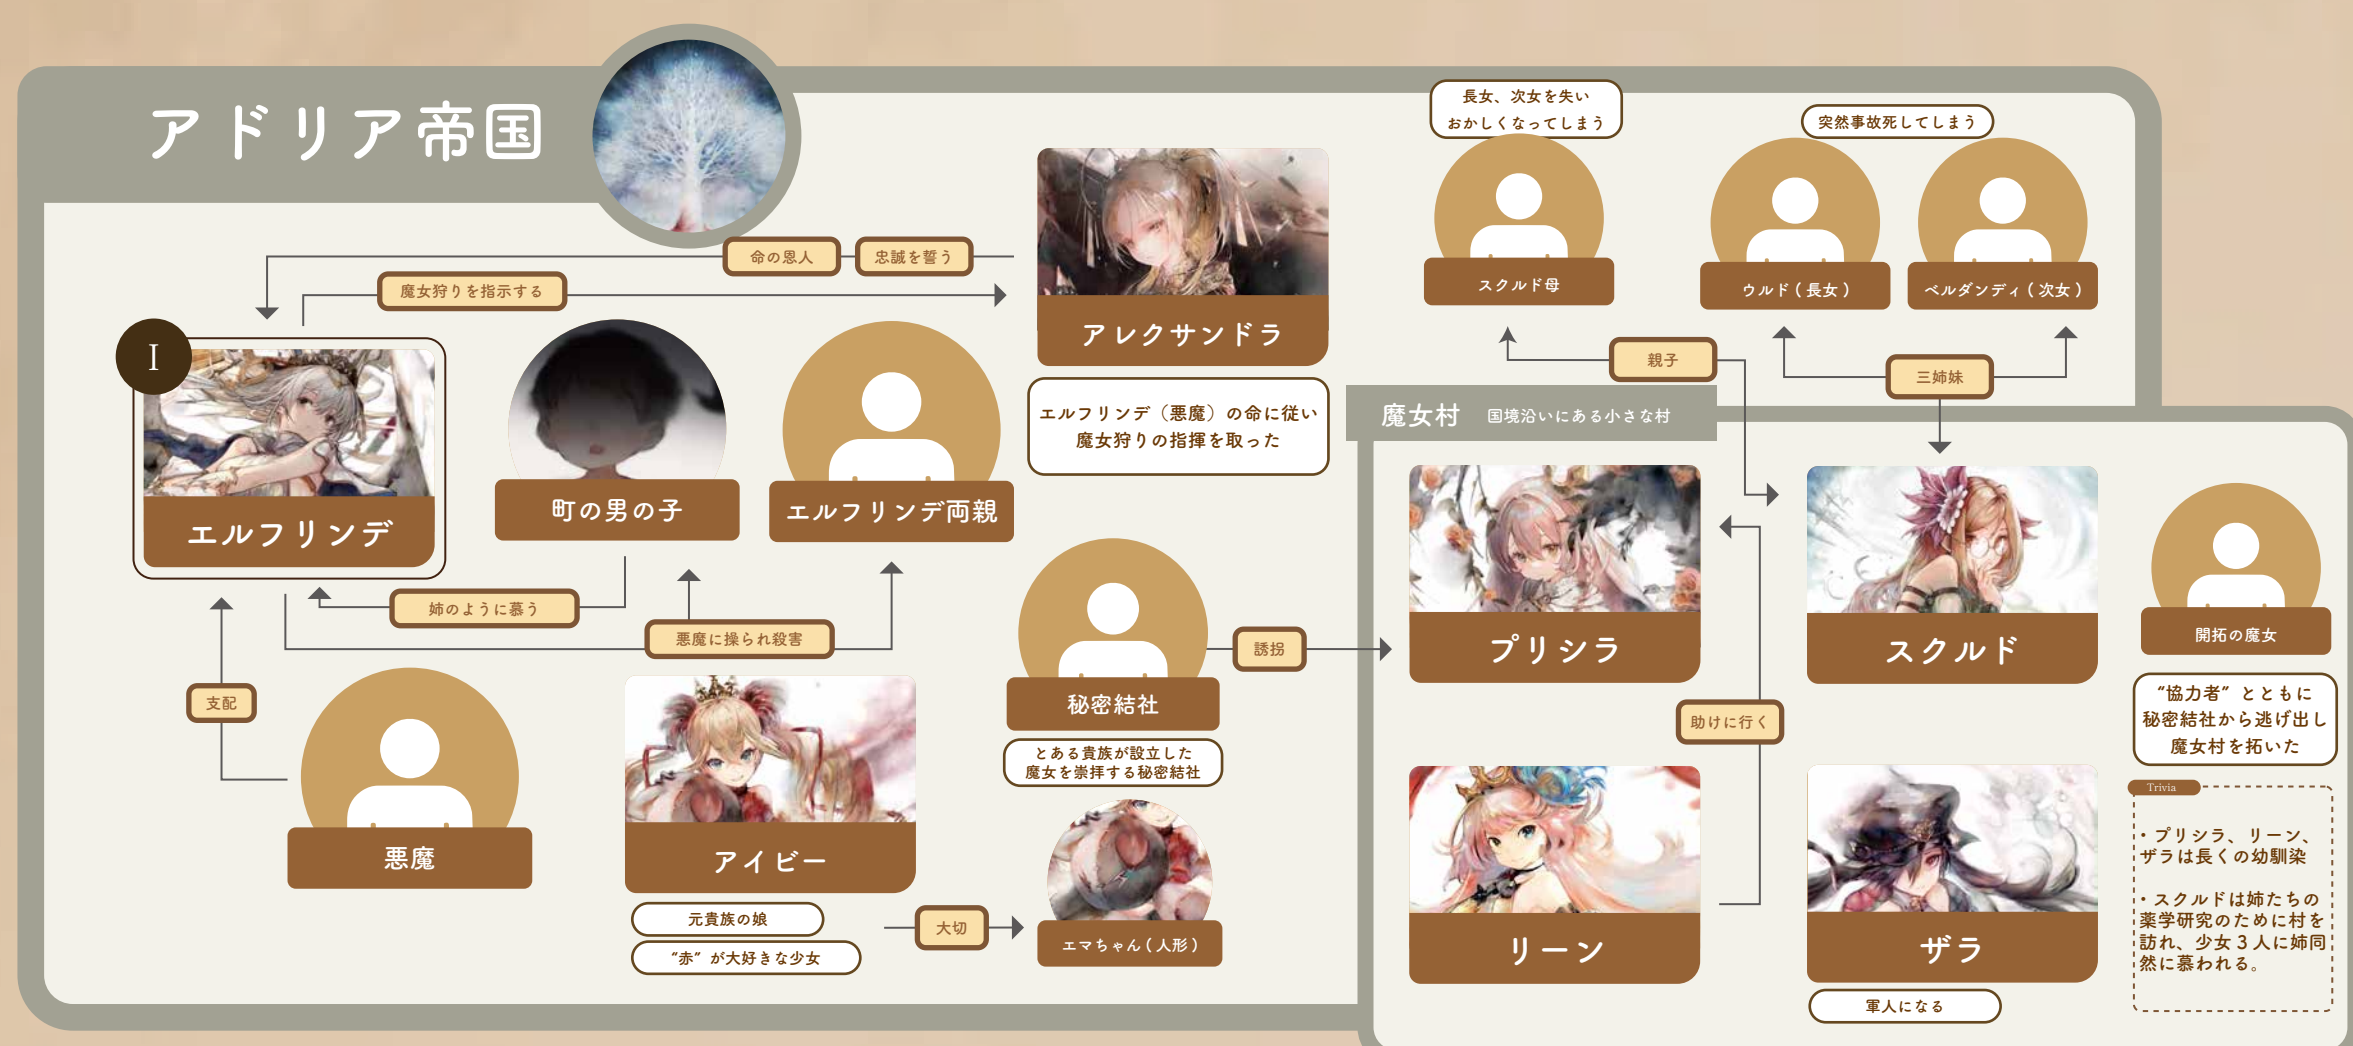 アドリア帝国
長女、次女を失い
おかしくなってしまう
突然事故死してしまう
スクルド母
ウルド ( 長女 )
ベルダンディ ( 次女 )
命の恩人
忠誠を誓う
魔女狩りを指示する
アレクサンドラ
エルフリンデ（悪魔）の命に従い
魔女狩りの指揮を取った
親子
三姉妹
I
エルフリンデ
町の男の子
エルフリンデ両親
姉のように慕う
悪魔に操られ殺害
支配
悪魔
アイビー
元貴族の娘
”赤” が大好きな少女
大切
エマちゃん ( 人形 )
秘密結社
とある貴族が設立した
魔女を崇拝する秘密結社
誘拐
魔女村
国境沿いにある小さな村
プリシラ
スクルド
開拓の魔女
“協力者” とともに
秘密結社から逃げ出し
魔女村を拓いた
助けに行く
リーン
ザラ
軍人になる
Trivia
・プリシラ、リーン、
ザラは長くの幼馴染
・スクルドは姉たちの
薬学研究のために村を
訪れ、少女３人に姉同
然に慕われる。